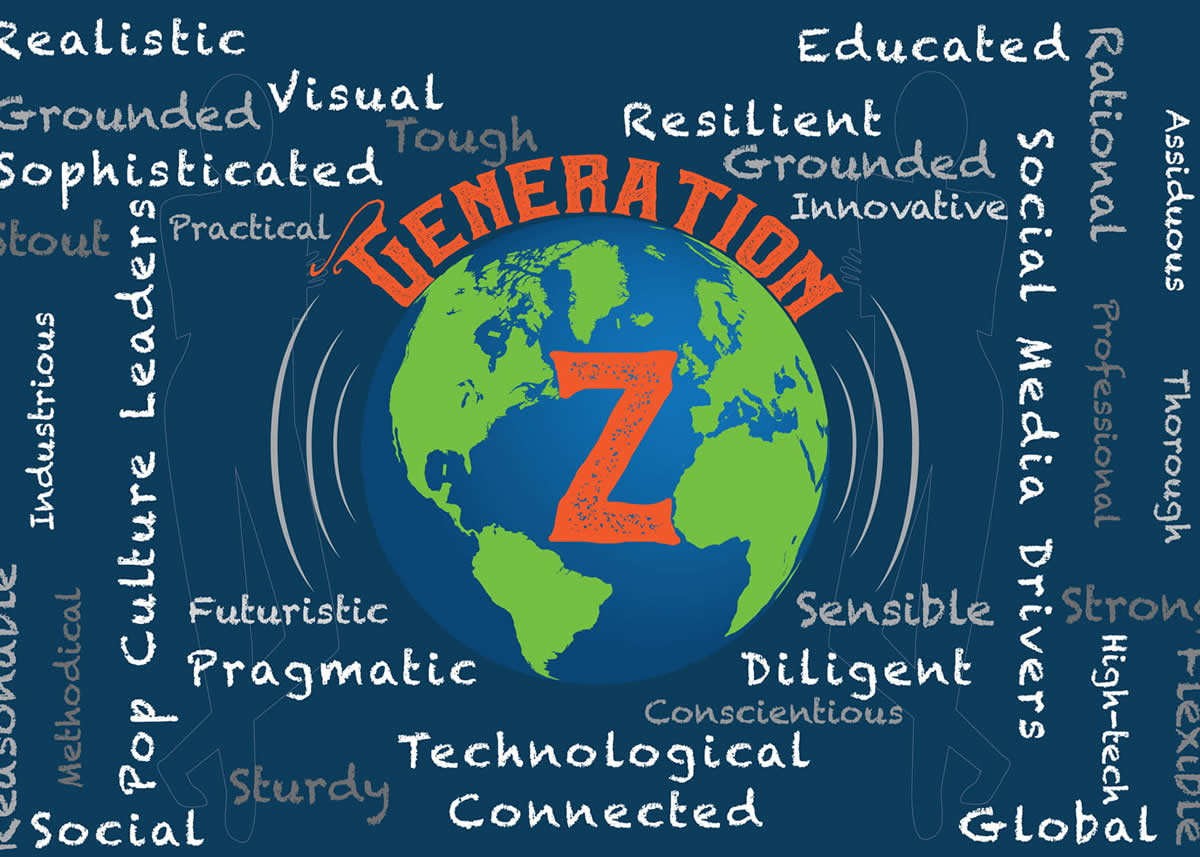 Realistic
Educated
Visual
Grounded
Tough
Resilient
Rational
Sophisticated
Grounded
Assiduous
Stout
Practical
Innovative
GENERATION
Z
Social Media Drivers
Pop Culture Leaders
Industrious
Professional
Thorough
Futuristic
Sensible
Strong
Reasonable
Methodical
Pragmatic
Diligent
High-tech
Flexible
Conscientious
Technological
Sturdy
Connected
Social
Global